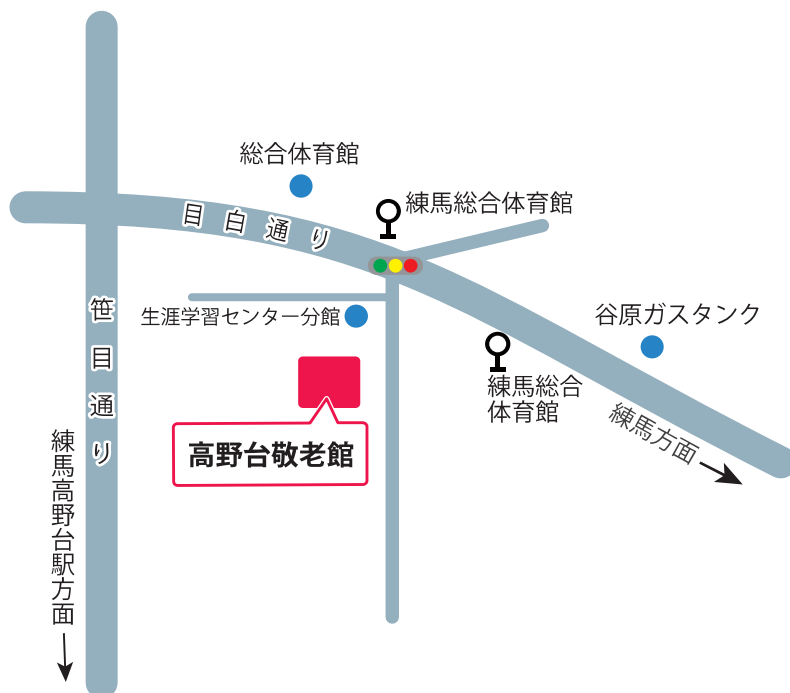 総合体育館
練馬総合体育館
目白通り
笹目通り
生涯学習センター分館
谷原ガスタンク
練馬総合
体育館
練馬方面
高野台敬老館
練馬高野台駅方面